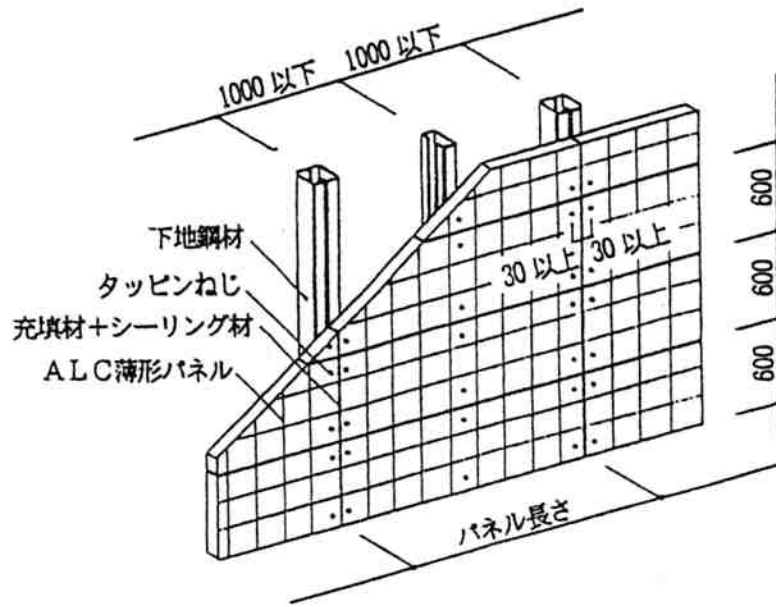 1000 以下
1000 以下
下地鋼材
タッピンねじ
充填材+シーリング材
ALC薄形パネル
30 以上
30 以上
600
600
600
パネル長さ